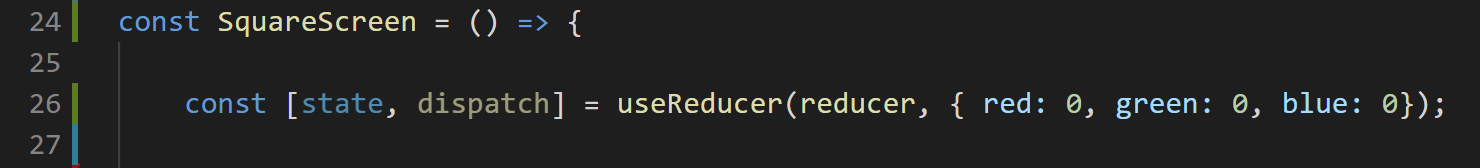 24 const SquareScreen = () => {
25
26 const [state, dispatch] = useReducer(reducer, { red: 0, green: 0, blue: 0});
27